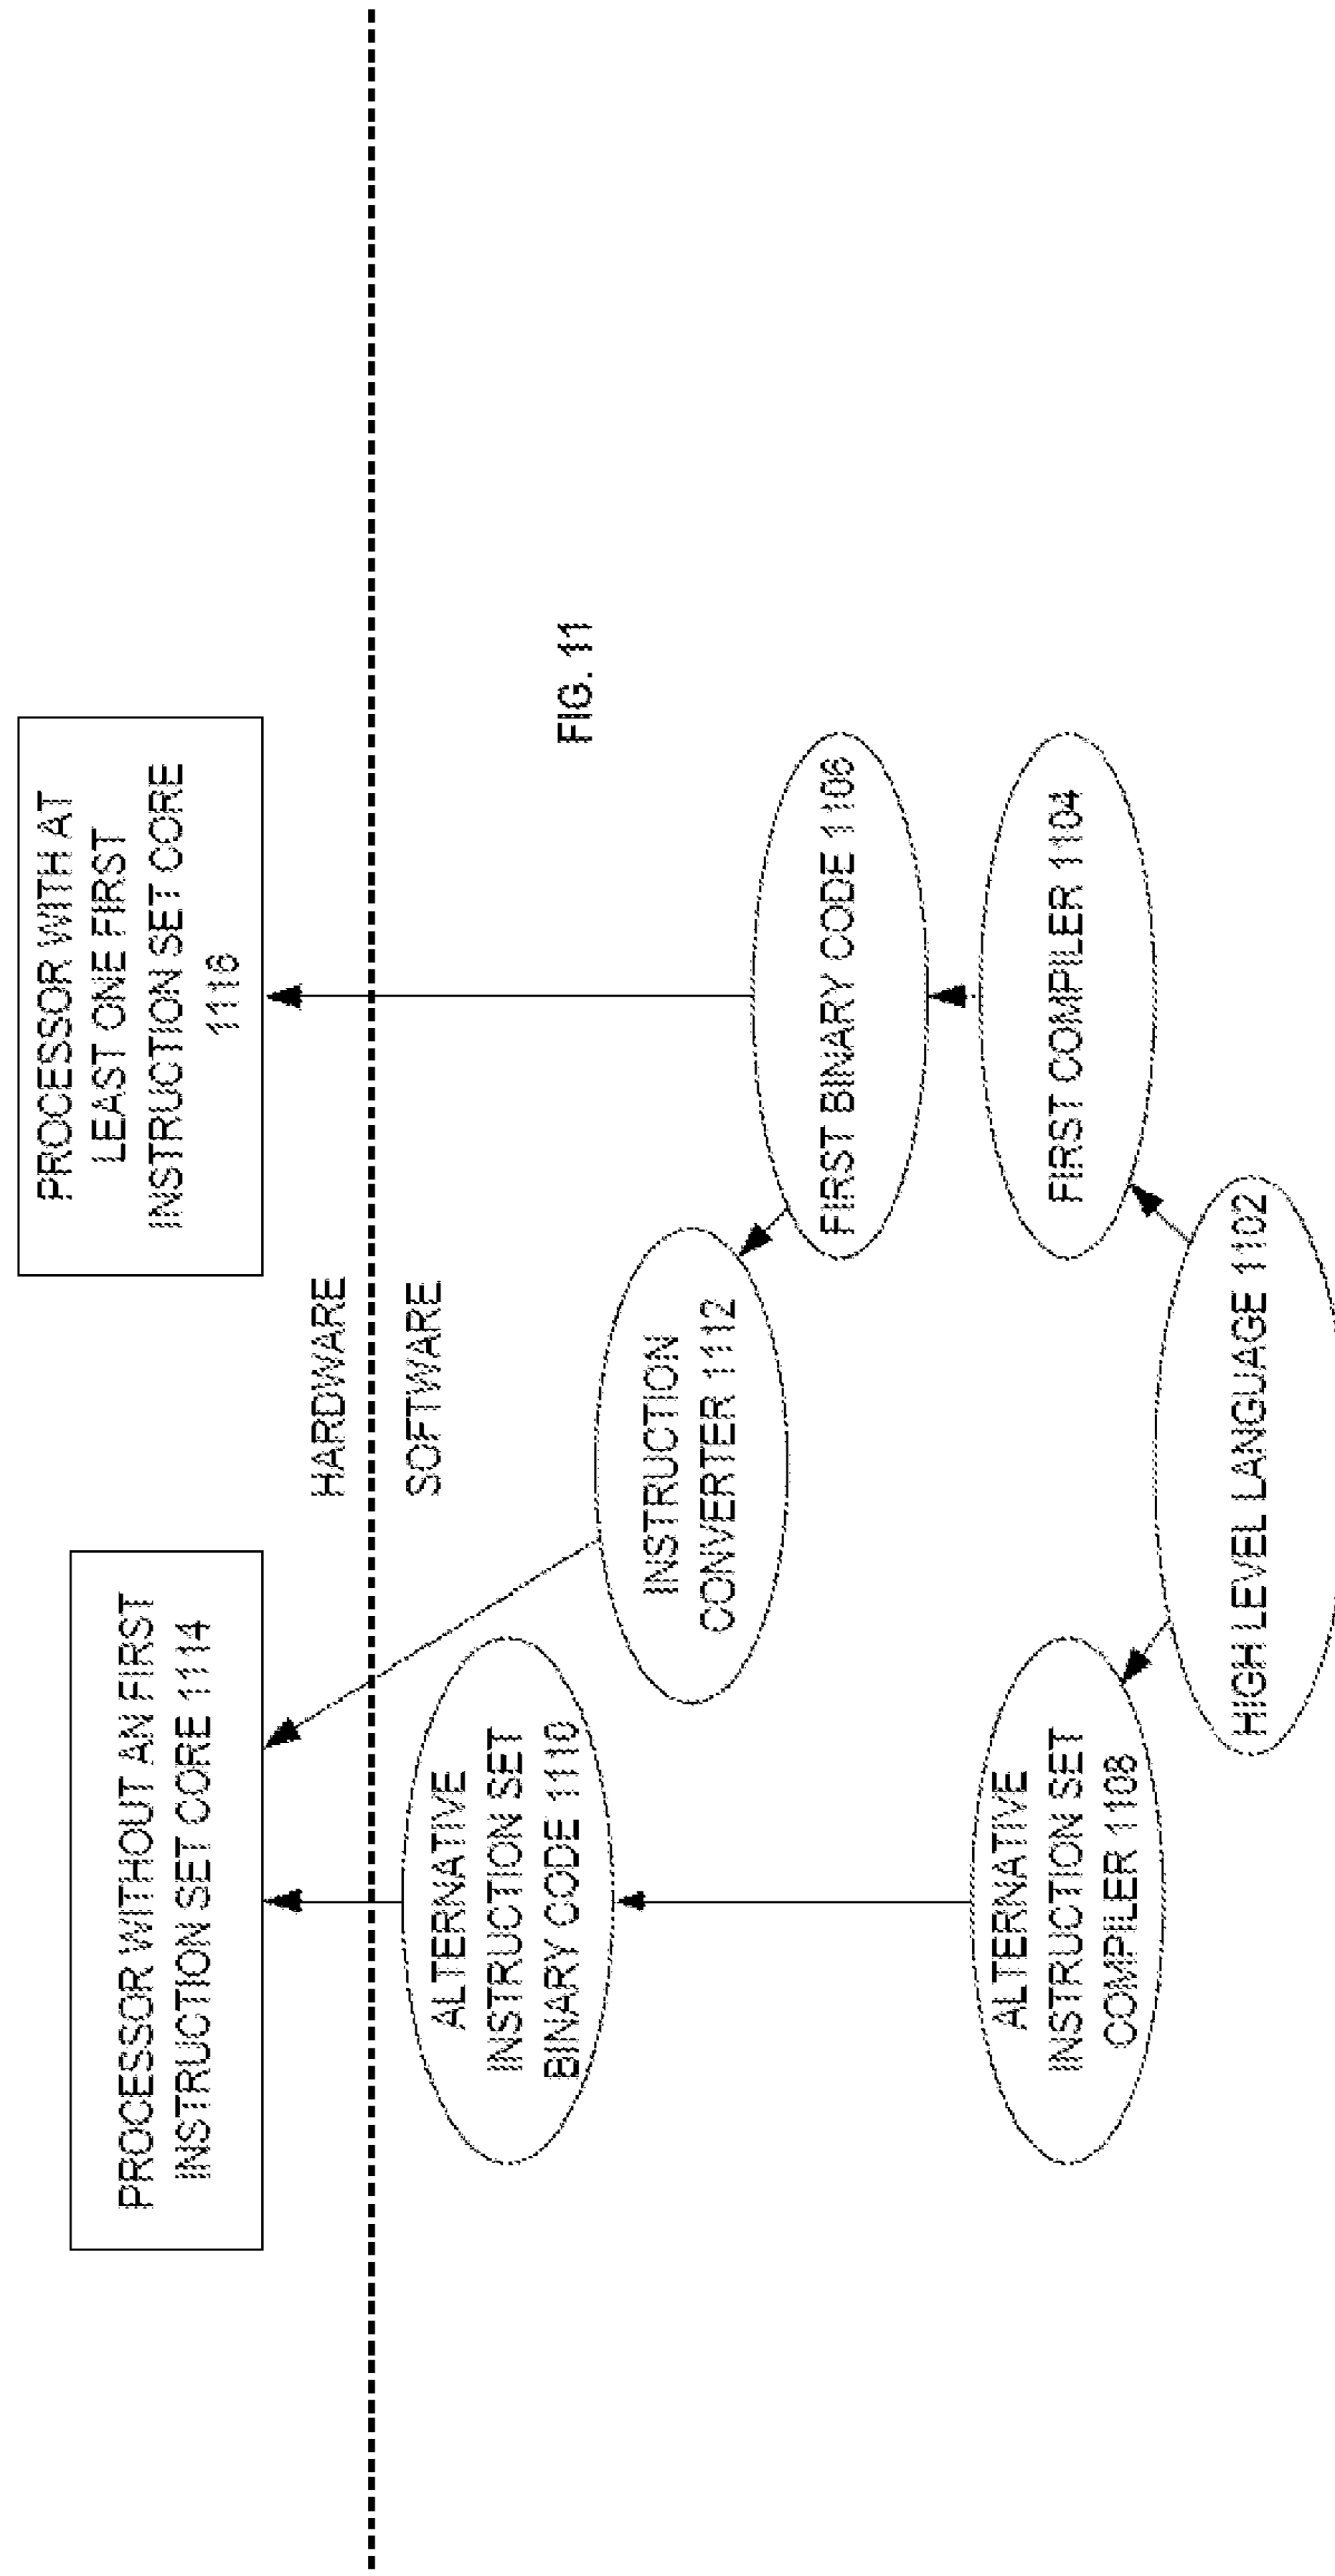 PROCESSOR WITHOUT AN FIRST
INSTRUCTION SET CORE 1114
PROCESSOR WITH AT
LEAST ONE FIRST
INSTRUCTION SET CORE
1116
HARDWARE
SOFTWARE
ALTERNATIVE
INSTRUCTION SET
BINARY CODE 1110
INSTRUCTION
CONVERTER 1112
FIG. 11
FIRST BINARY CODE 1106
ALTERNATIVE
INSTRUCTION SET
COMPILER 1108
FIRST COMPILER 1104
HIGH LEVEL LANGUAGE 1102